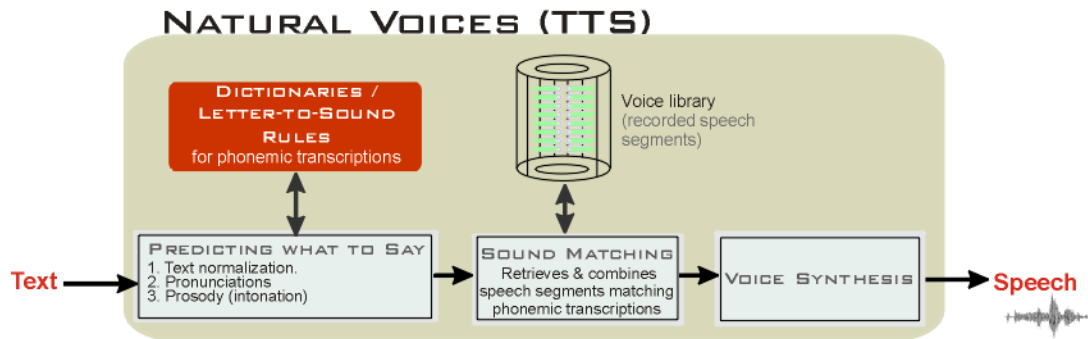 NATURAL VOICES (TTS)
DICTIONARIES /
LETTER-TO-SOUND
RULES
for phonemic transcriptions
Voice library
(recorded speech
segments)
Text
PREDICTING WHAT TO SAY
1. Text normalization.
2. Pronunciations
3. Prosody (intonation)
SOUND MATCHING
Retrieves & combines
speech segments matching
phonemic transcriptions
VOICE SYNTHESIS
Speech